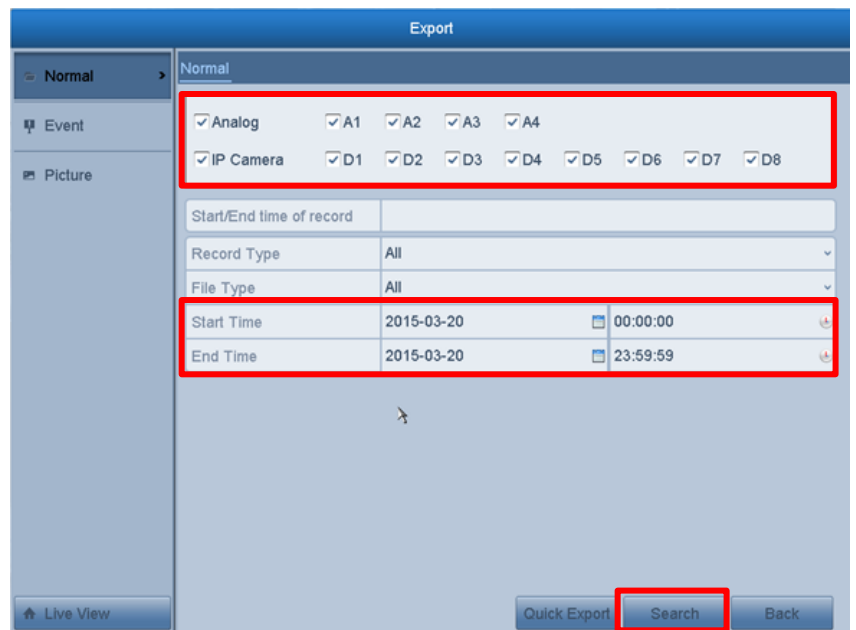 Export
Normal
Event
Picture
Live View
Normal
Analog A1 A2 A3 A4
IP Camera D1 D2 D3 D4 D5 D6 D7 D8
Start/End time of record
Record Type All
File Type All
Start Time 2015-03-20 00:00:00
End Time 2015-03-20 23:59:59
Quick Export Search Back